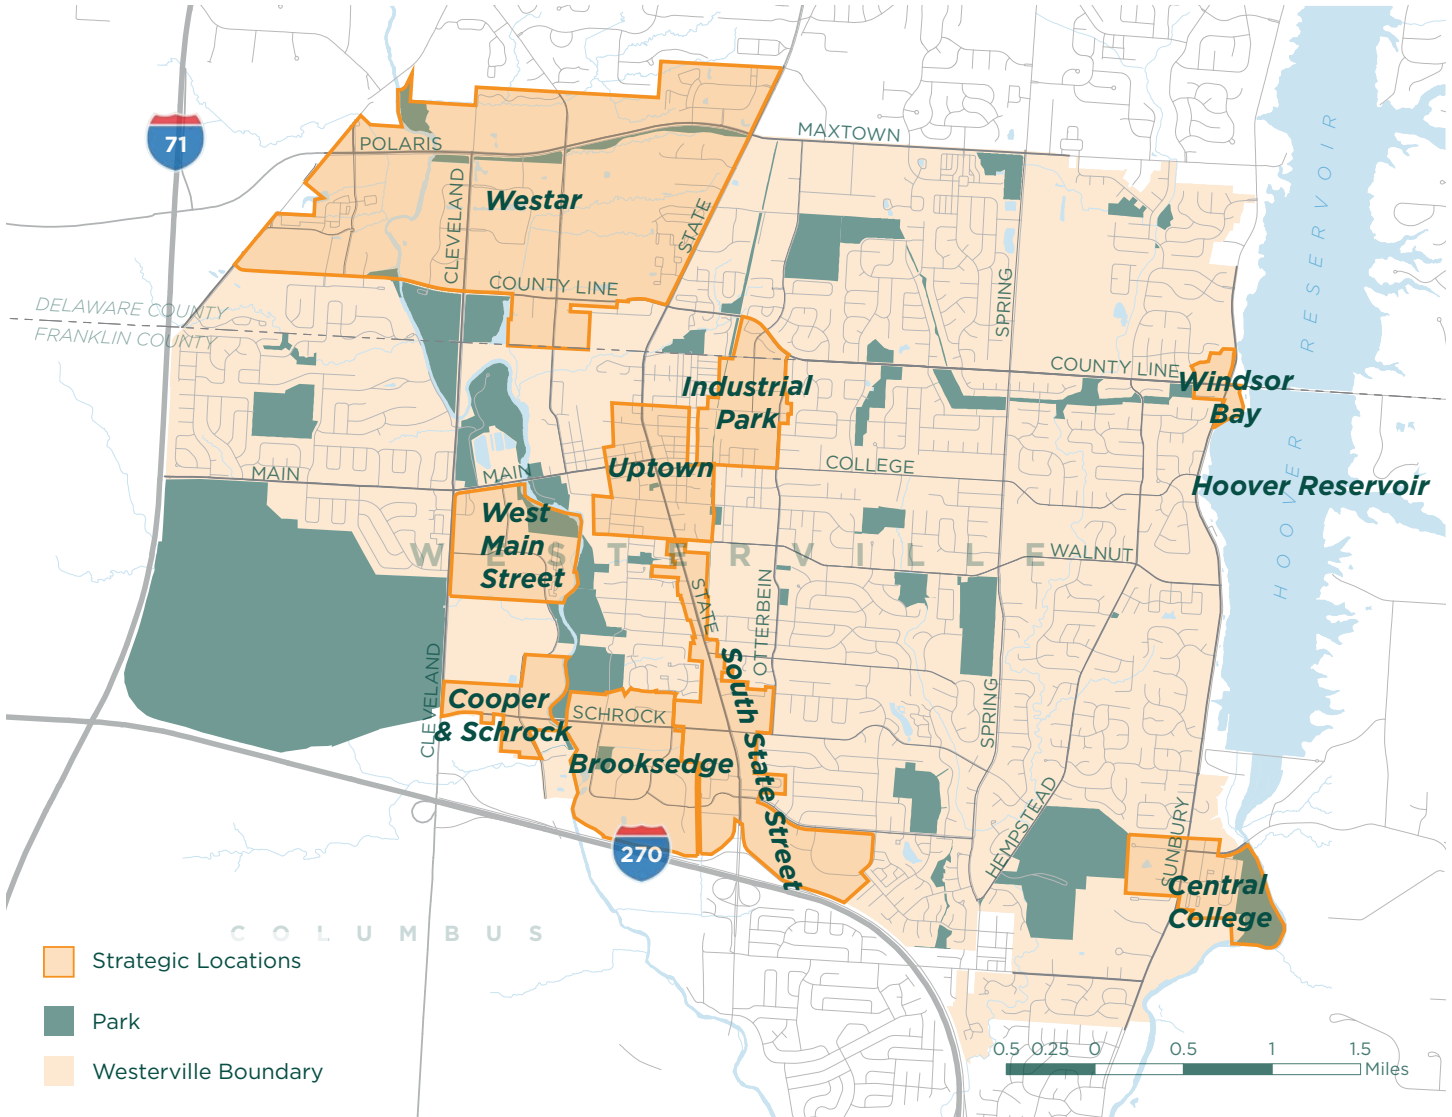 MAXTOWN
71
POLARIS
RESERVOIR
Westar
CLEVELAND
STATE
COUNTY LINE
SPRING
DELAWARE COUNTY
FRANKLIN COUNTY
COUNTY LINE
Windsor
Bay
Industrial
Park
Uptown
COLLEGE
MAIN
MAIN
Hoover Reservoir
HOOVER
West
Main
Street
WESTERVILLE
WALNUT
STATE
OTTERBEIN
CLEVELAND
South State Street
SPRING
Cooper
& Schrock
SCHROCK
Brooksedge
HEMPSTEAD
SUNBURY
270
Central
College
COLUMBUS
Strategic Locations
Park
Westerville Boundary
0.5 0.25 0 0.5 1 1.5
Miles